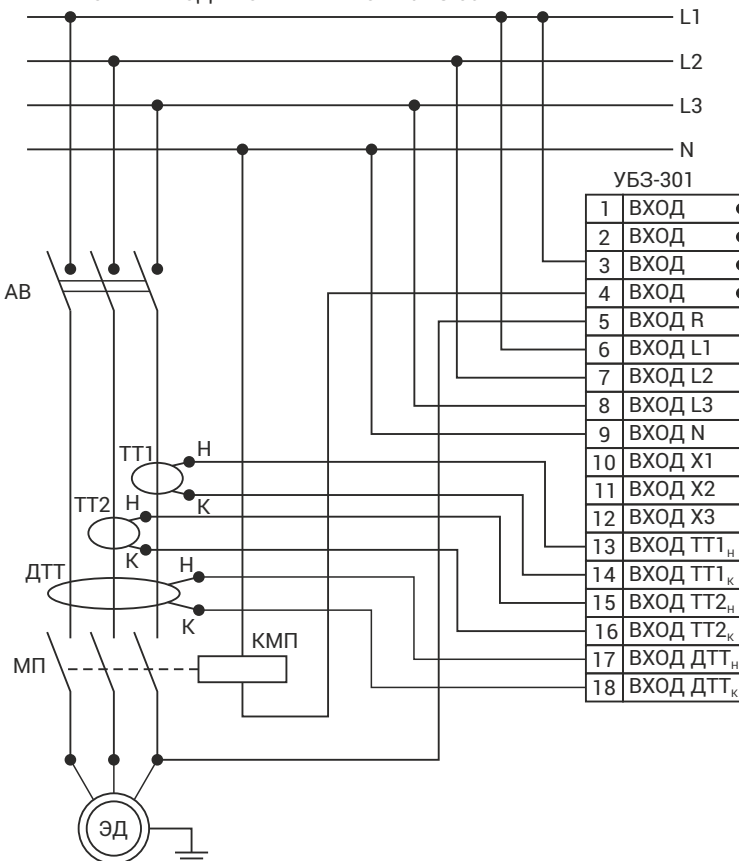 L1
L2
L3
N
УБЗ-301
1 ВХОД
2 ВХОД
3 ВХОД
4 ВХОД
5 ВХОД R
6 ВХОД L1
7 ВХОД L2
8 ВХОД L3
9 ВХОД N
10 ВХОД X1
11 ВХОД X2
12 ВХОД X3
13 ВХОД ТТ1н
14 ВХОД ТТ1к
15 ВХОД ТТ2н
16 ВХОД ТТ2к
17 ВХОД ДТТн
18 ВХОД ДТТк
АВ
ТТ1
Н
К
ТТ2
Н
К
ДТТ
Н
К
МП
КМП
ЭД